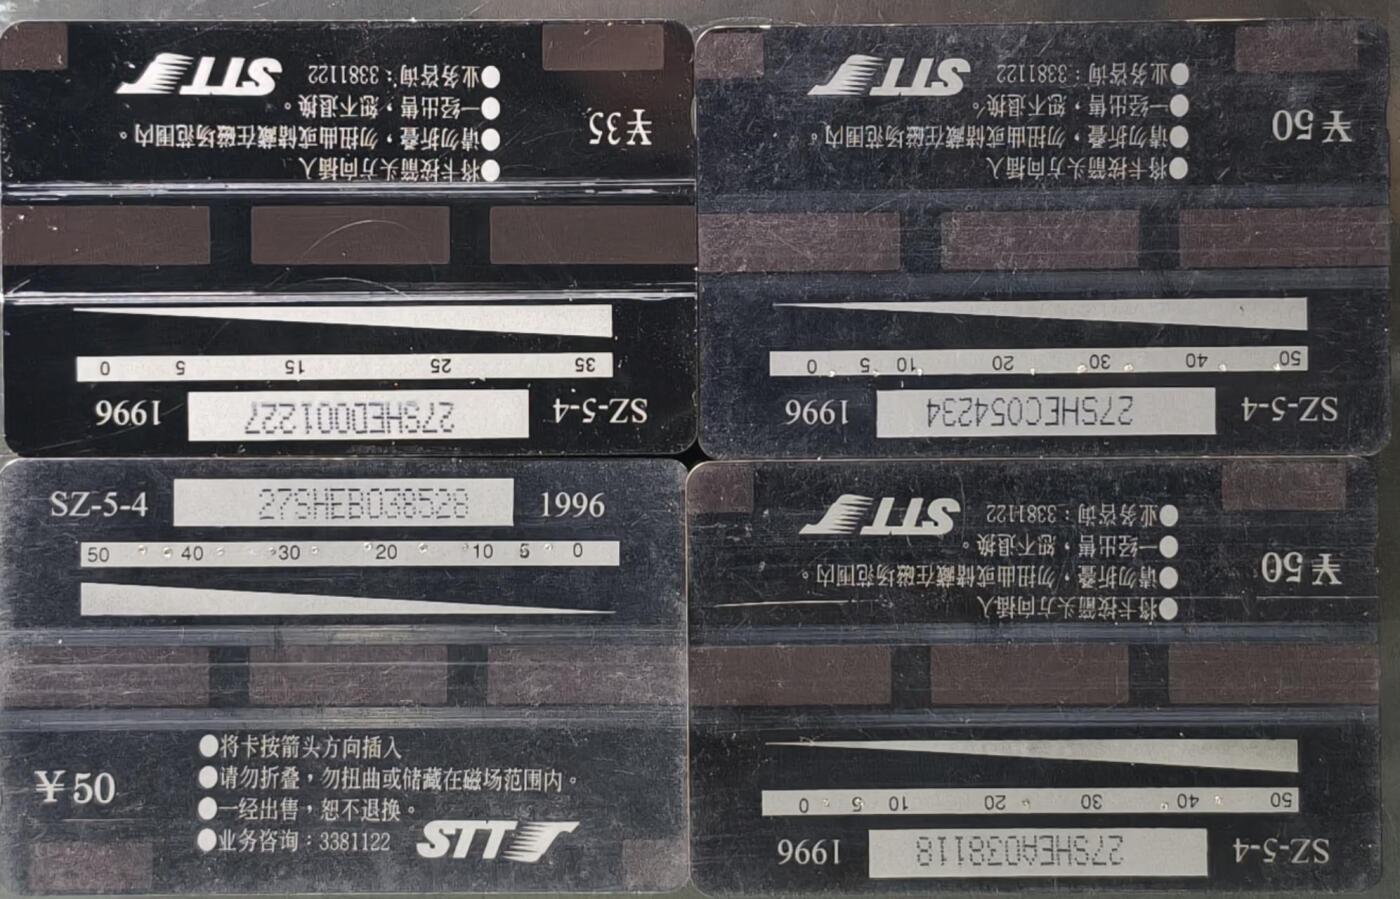 SZ-5-4 27SHED001227 1996
35 25 15 5 0
¥35
●将卡按箭头方向插入
●请勿折叠，勿扭曲或储藏在磁场范围内。
●一经出售，恕不退换。
●业务咨询：3381122 STT
SZ-5-4 27SHEC054234 1996
50 40 30 20 10 5 0
¥50
●将卡按箭头方向插入
●请勿折叠，勿扭曲或储藏在磁场范围内。
●一经出售，恕不退换。
●业务咨询：3381122 STT
SZ-5-4 27SHEB038528 1996
50 40 30 20 10 5 0
¥50
●将卡按箭头方向插入
●请勿折叠，勿扭曲或储藏在磁场范围内。
●一经出售，恕不退换。
●业务咨询：3381122 STT
SZ-5-4 27SHEA038118 1996
50 40 30 20 10 5 0
¥50
●将卡按箭头方向插入
●请勿折叠，勿扭曲或储藏在磁场范围内。
●一经出售，恕不退换。
●业务咨询：3381122 STT